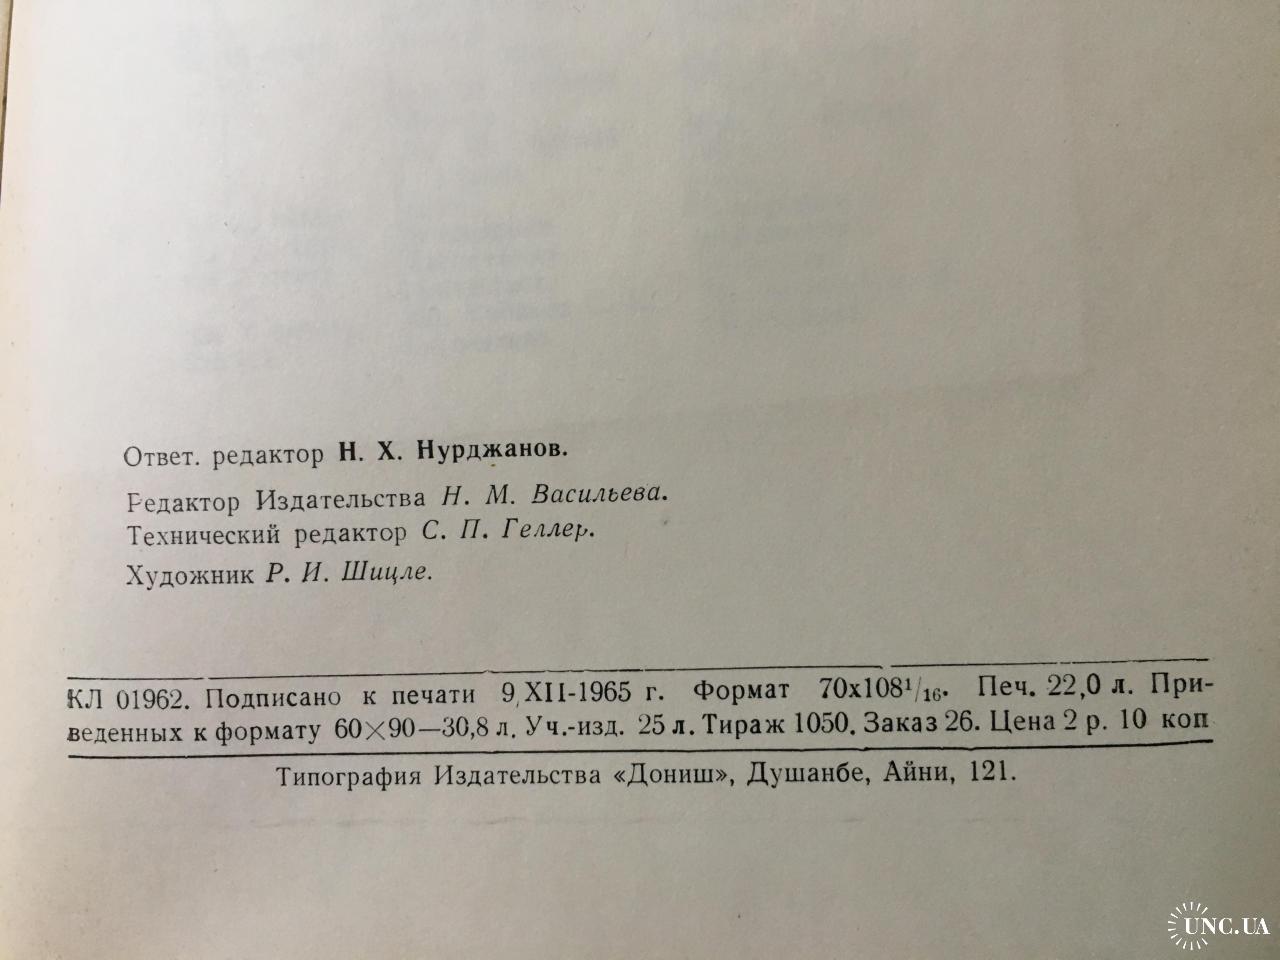 Ответ. редактор Н. Х. Нурджанов.
Редактор Издательства Н. М. Васильева.
Технический редактор С. П. Геллер.
Художник Р. И. Шицле.
КЛ 01962. Подписано к печати 9,XII-1965 г. Формат 70x108¹/₁₆. Печ. 22,0 л. При-
веденных к формату 60×90—30,8 л. Уч.-изд. 25 л. Тираж 1050. Заказ 26. Цена 2 р. 10 коп
Типография Издательства «Дониш», Душанбе, Айни, 121.
UNC.UA